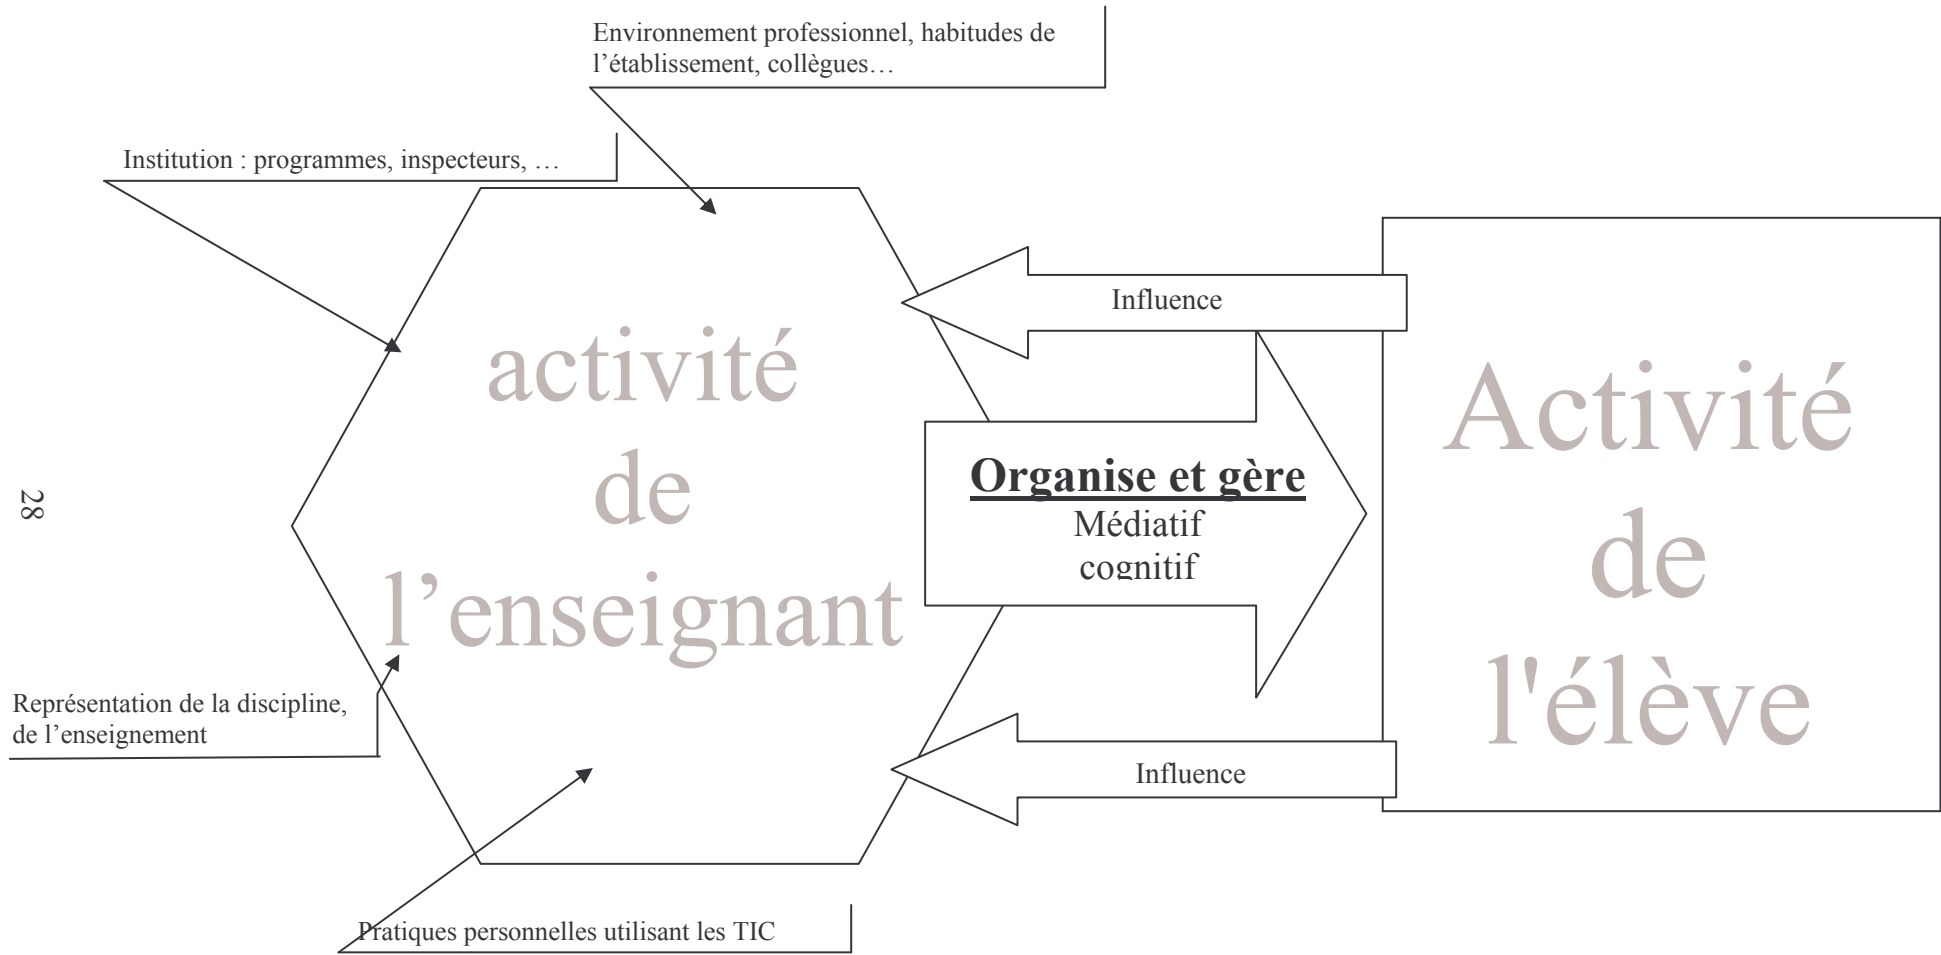 Environnement professionnel, habitudes de
l’établissement, collègues…
Institution : programmes, inspecteurs, …
activité
de
l’enseignant
Influence
Organise et gère
Médiatif
cognitif
Influence
Activité
de
l'élève
Représentation de la discipline,
de l’enseignement
Pratiques personnelles utilisant les TIC
28